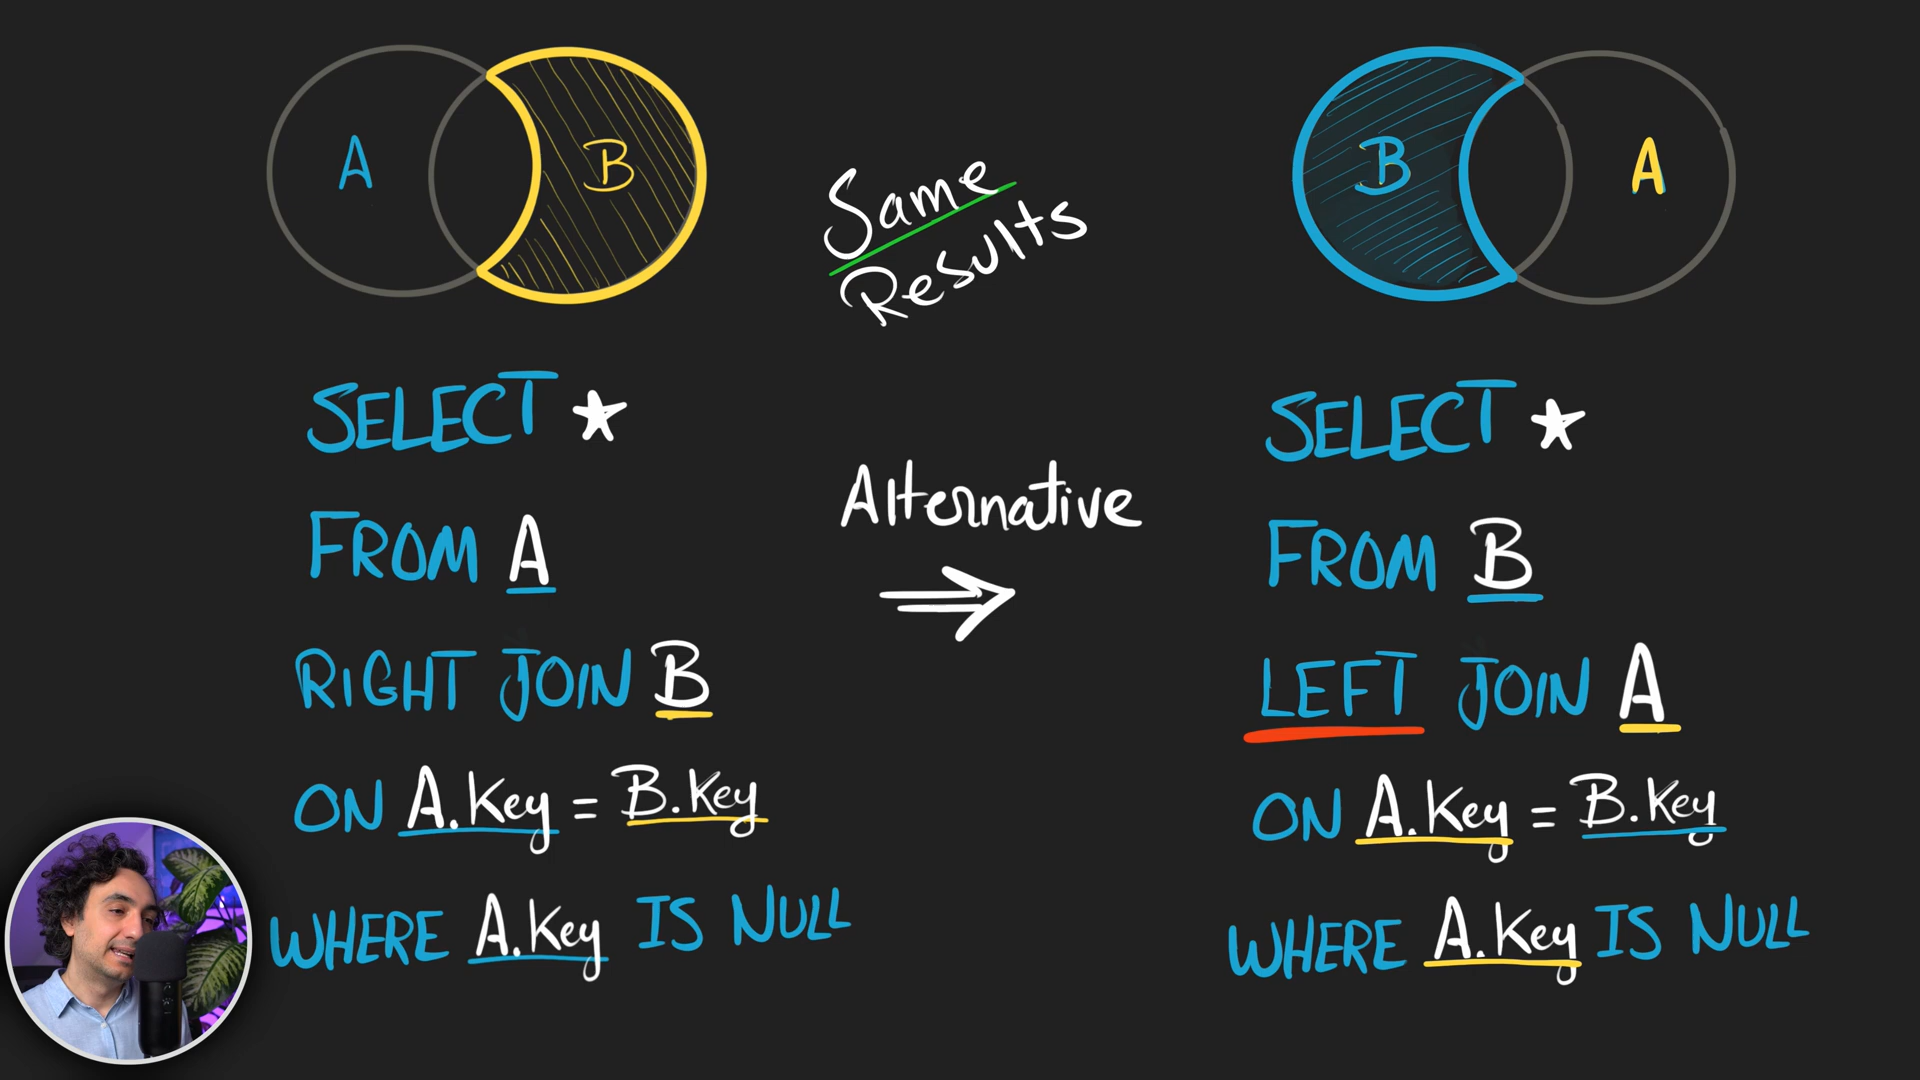 A
B
Same
Results
B
A
SELECT *
FROM A
RIGHT JOIN B
ON A.Key = B.Key
WHERE A.Key IS NULL
Alternative
SELECT *
FROM B
LEFT JOIN A
ON A.Key = B.Key
WHERE A.Key IS NULL